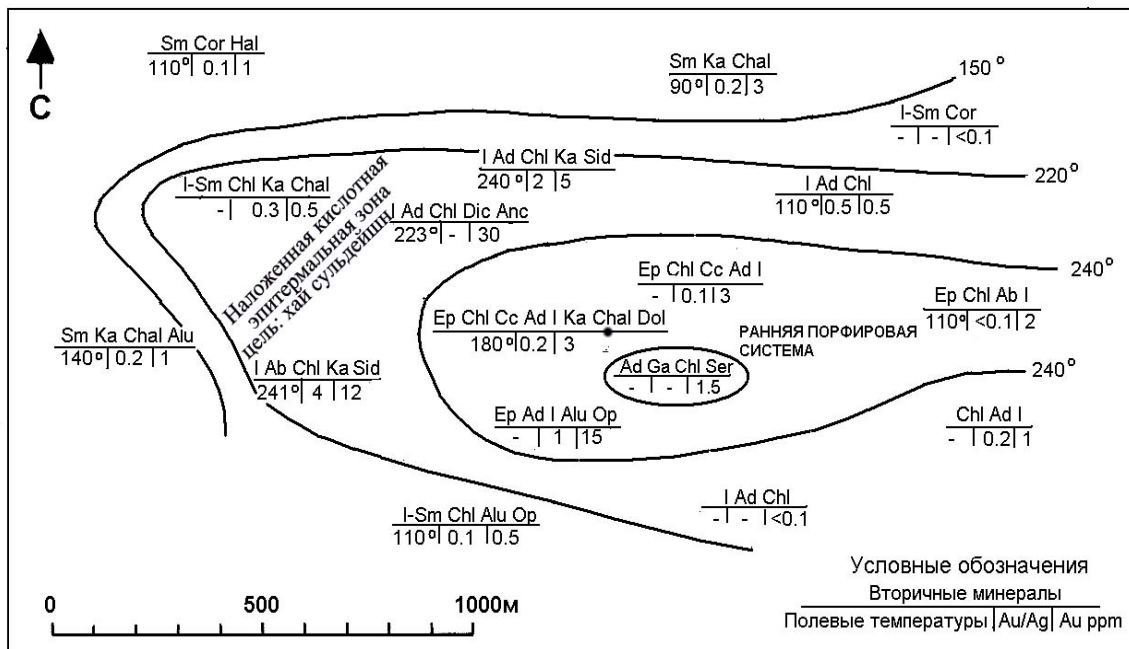 Sm Cor Hal
110° 0.1 1
Sm Ka Chal
90° 0.2 3
150°
С
I-Sm Cor
- - <0.1
I Ad Chl Ka Sid
240° 2 5
220°
I-Sm Chl Ka Chal
- 0.3 0.5
I Ad Chl
110° 0.5 0.5
I Ad Chl Dic Anc
223° - 30
Наложенная кислотная
эпитермальная зона
цель: хай сульдейшн
240°
Ep Chl Cc Ad I
- 0.1 3
Ep Chl Ab I
110° <0.1 2
Ep Chl Cc Ad I Ka Chal Dol
180° 0.2 3
РАННЯЯ ПОРФИРОВАЯ
СИСТЕМА
Sm Ka Chal Alu
140° 0.2 1
I Ab Chl Ka Sid
241° 4 12
Ad Ga Chl Ser
- - 1.5
240°
Ep Ad I Alu Op
- 1 15
Chl Ad I
- 0.2 1
I-Sm Chl Alu Op
110° 0.1 0.5
I Ad Chl
- - <0.1
Условные обозначения
Вторичные минералы
Полевые температуры Au/Ag Au ppm
0 500 1000м